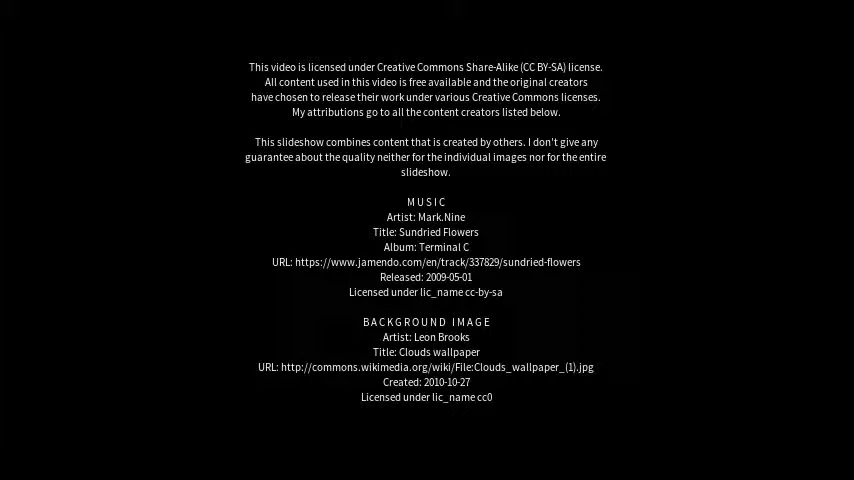 This video is licensed under Creative Commons Share-Alike (CC BY-SA) license.
All content used in this video is free available and the original creators
have chosen to release their work under various Creative Commons licenses.
My attributions go to all the content creators listed below.
This slideshow combines content that is created by others. I don't give any
guarantee about the quality neither for the individual images nor for the entire
slideshow.
MUSIC
Artist: Mark.Nine
Title: Sundried Flowers
Album: Terminal C
URL: https://www.jamendo.com/en/track/337829/sundried-flowers
Released: 2009-05-01
Licensed under lic_name cc-by-sa
BACKGROUND IMAGE
Artist: Leon Brooks
Title: Clouds wallpaper
URL: http://commons.wikimedia.org/wiki/File:Clouds_wallpaper_(1).jpg
Created: 2010-10-27
Licensed under lic_name cc0